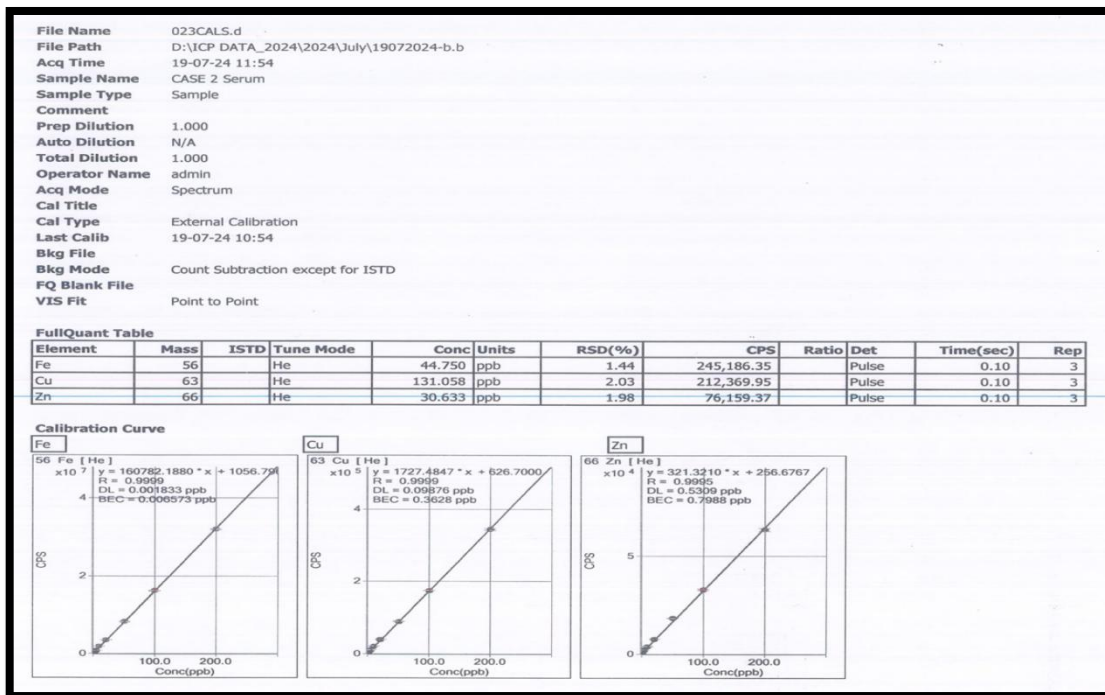 File Name 023CALS.d
File Path D:\ICP DATA_2024\2024\July\19072024-b.b
Acq Time 19-07-24 11:54
Sample Name CASE 2 Serum
Sample Type Sample
Comment
Prep Dilution 1.000
Auto Dilution N/A
Total Dilution 1.000
Operator Name admin
Acq Mode Spectrum
Cal Title
Cal Type External Calibration
Last Calib 19-07-24 10:54
Bkg File
Bkg Mode Count Subtraction except for ISTD
FQ Blank File
VIS Fit Point to Point
FullQuant Table
Element Mass ISTD Tune Mode Conc Units RSD(%) CPS Ratio Det Time(sec) Rep
Fe 56 He 44.750 ppb 1.44 245,186.35 Pulse 0.10 3
Cu 63 He 131.058 ppb 2.03 212,369.95 Pulse 0.10 3
Zn 66 He 30.633 ppb 1.98 76,159.37 Pulse 0.10 3
Calibration Curve
Fe
56 Fe [He]
x10 7 y = 160782.1880 * x + 1056.79
R = 0.9999
DL = 0.001833 ppb
BEC = 0.006573 ppb
4
2
0
CPS
100.0 200.0
Conc(ppb)
Cu
63 Cu [He]
x10 5 y = 1727.4847 * x + 626.7000
R = 0.9999
DL = 0.09876 ppb
BEC = 0.3628 ppb
4
2
0
CPS
100.0 200.0
Conc(ppb)
Zn
66 Zn [He]
x10 4 y = 321.3210 * x + 256.6767
R = 0.9995
DL = 0.5309 ppb
BEC = 0.7988 ppb
5
0
CPS
100.0 200.0
Conc(ppb)